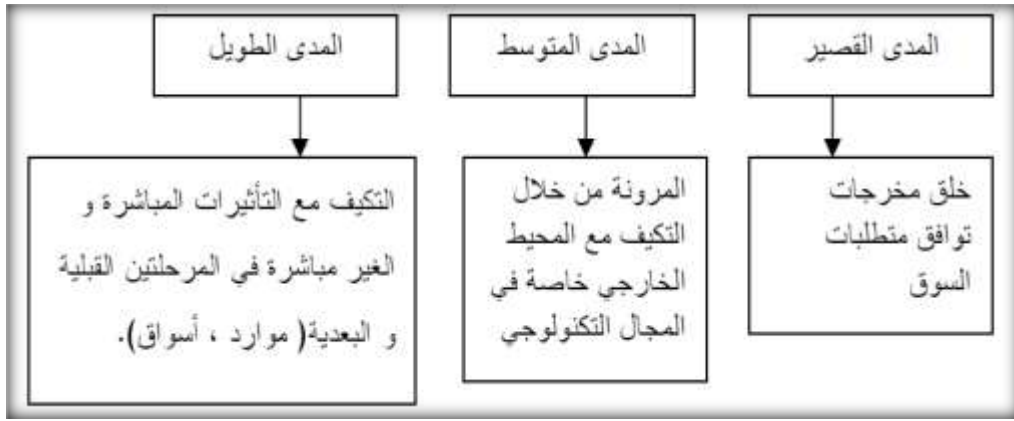 المدى القصير
المدى المتوسط
المدى الطويل
خلق مخرجات
توافق متطلبات
السوق
المرونة من خلال
التكيف مع المحيط
الخارجي خاصة في
المجال التكنولوجي
التكيف مع التأثيرات المباشرة و
الغير مباشرة في المرحلتين القبلية
و البعدية( موارد ، أسواق).